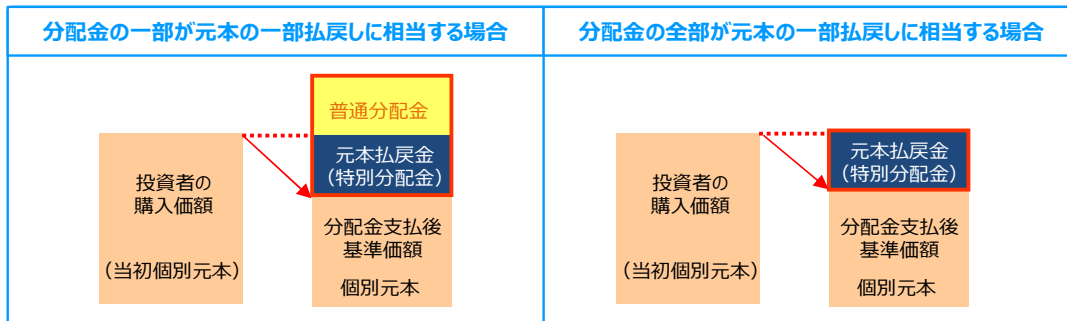 分配金の一部が元本の一部払戻しに相当する場合
普通分配金
元本払戻金
(特別分配金)
投資者の
購入価額
(当初個別元本)
分配金支払後
基準価額
個別元本
分配金の全部が元本の一部払戻しに相当する場合
元本払戻金
(特別分配金)
投資者の
購入価額
(当初個別元本)
分配金支払後
基準価額
個別元本